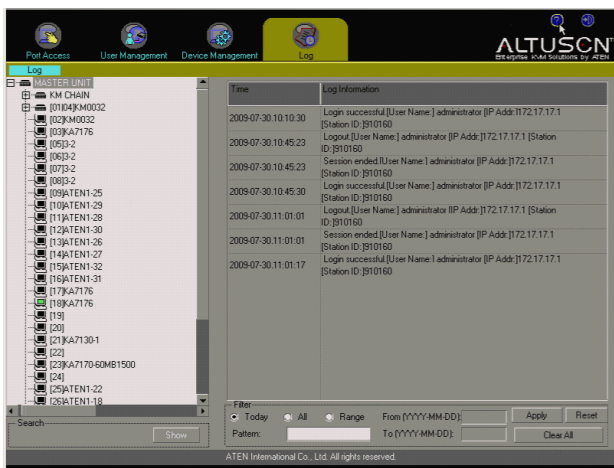 Port Access
User Management
Device Management
Log
ALTUSCN
Enterprise KVM Solutions by ATEN
Log
MASTER UNIT
KM CHAIN
[01|04]KM0032
[02]KM0032
[03]KA7176
[05]3-2
[06]3-2
[07]3-2
[08]3-2
[09]ATEN1-25
[10]ATEN1-29
[11]ATEN1-28
[12]ATEN1-30
[13]ATEN1-26
[14]ATEN1-27
[15]ATEN1-32
[16]ATEN1-31
[17]KA7176
[18]KA7176
[19]
[20]
[21]KA7130-1
[22]
[23]KA7170-60MB1500
[24]
[25]ATEN1-22
[26]ATEN1-18
Search
Show
Time Log Information
2009-07-30.10:10:30 Login successful.[User Name:] administrator [IP Addr:]172.17.17.1
[Station ID:]910160
2009-07-30.10:45:23 Logout.[User Name:] administrator [IP Addr:]172.17.17.1 [Station
ID:]910160
2009-07-30.10:45:23 Session ended.[User Name:] administrator [IP Addr:]172.17.17.1
[Station ID:]910160
2009-07-30.10:45:30 Login successful.[User Name:] administrator [IP Addr:]172.17.17.1
[Station ID:]910160
2009-07-30.11:01:01 Logout.[User Name:] administrator [IP Addr:]172.17.17.1 [Station
ID:]910160
2009-07-30.11:01:01 Session ended.[User Name:] administrator [IP Addr:]172.17.17.1
[Station ID:]910160
2009-07-30.11:01:17 Login successful.[User Name:] administrator [IP Addr:]172.17.17.1
[Station ID:]910160
Filter
Today All Range From (YYYY-MM-DD): Apply Reset
Pattern: To (YYYY-MM-DD): Clear All
ATEN International Co., Ltd. All rights reserved.